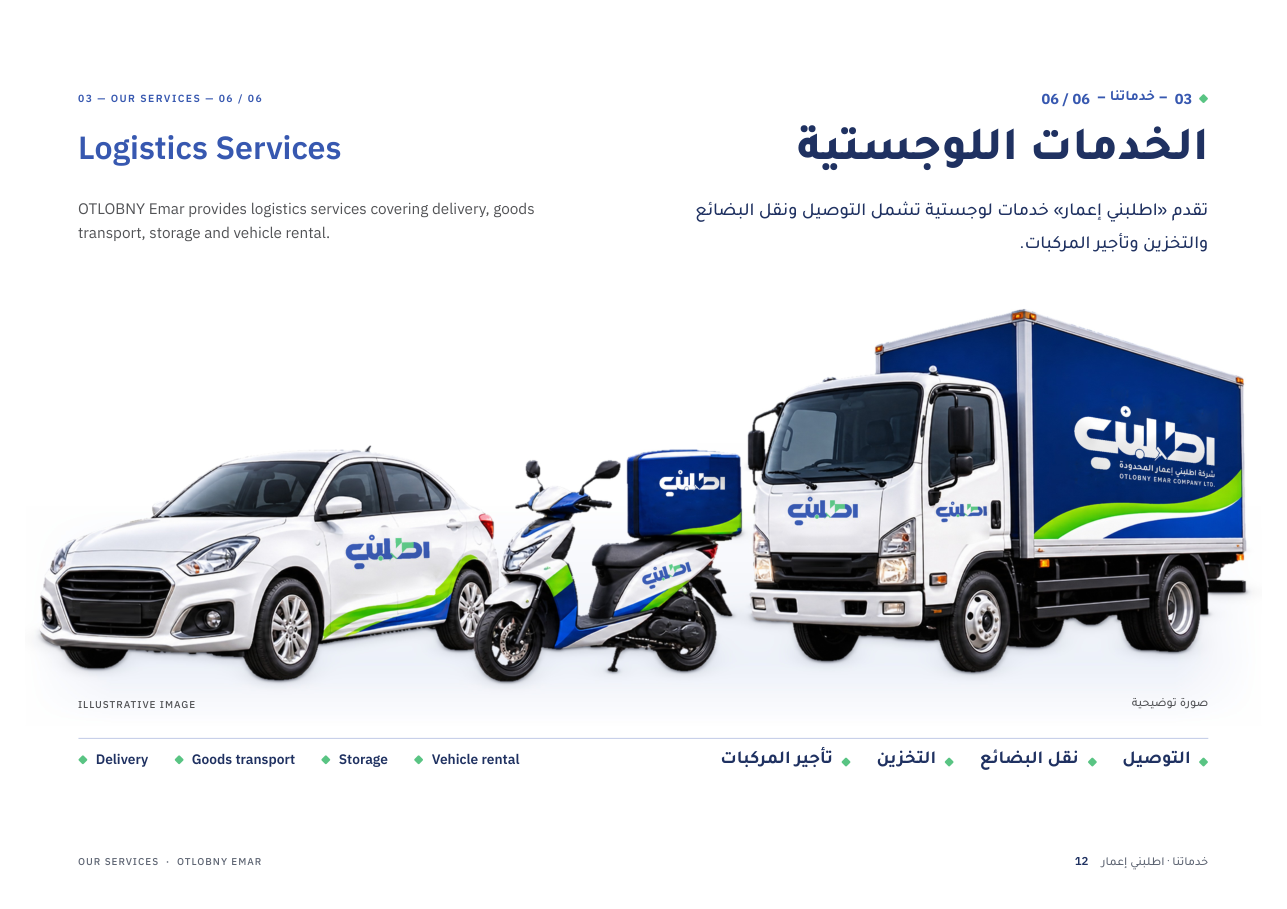 03 — OUR SERVICES — 06 / 06
03 – خدماتنا – 06 / 06
Logistics Services
الخدمات اللوجستية
OTLOBNY Emar provides logistics services covering delivery, goods
transport, storage and vehicle rental.
تقدم «اطلبني إعمار» خدمات لوجستية تشمل التوصيل ونقل البضائع
والتخزين وتأجير المركبات.
اطلبني
شركة اطلبني إعمار المحدودة
OTLOBNY EMAR COMPANY LTD.
اطلبني
اطلبني
اطلبني
اطلبني
اطلبني
ILLUSTRATIVE IMAGE
صورة توضيحية
Delivery
Goods transport
Storage
Vehicle rental
التوصيل
نقل البضائع
التخزين
تأجير المركبات
OUR SERVICES · OTLOBNY EMAR
خدماتنا · اطلبني إعمار 12